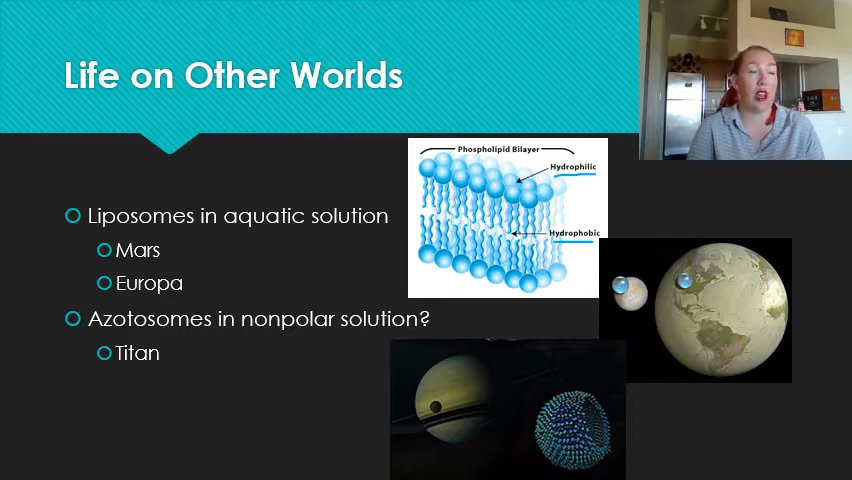 Life on Other Worlds
Phospholipid Bilayer
Hydrophilic
Hydrophobic
Liposomes in aquatic solution
Mars
Europa
Azotosomes in nonpolar solution?
Titan